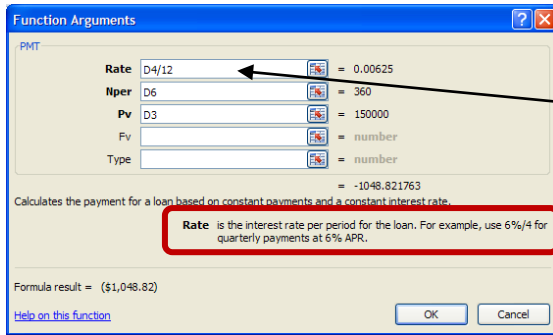 Function Arguments
PMT
Rate D4/12 = 0.00625
Nper D6 = 360
Pv D3 = 150000
Fv = number
Type = number
= -1048.821763
Calculates the payment for a loan based on constant payments and a constant interest rate.
Rate is the interest rate per period for the loan. For example, use 6%/4 for
quarterly payments at 6% APR.
Formula result = ($1,048.82)
Help on this function OK Cancel